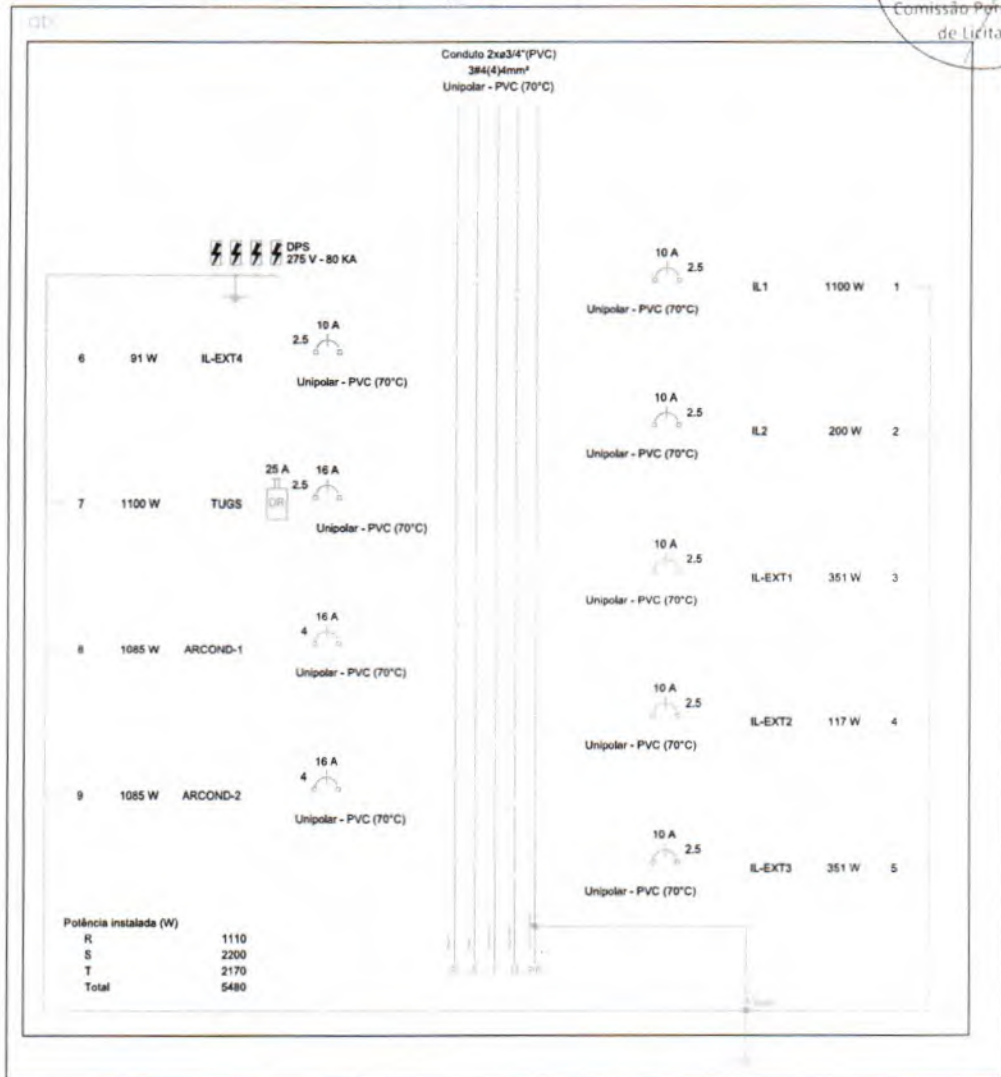 Comissão
de Licita
QD
Conduto 2xø3/4"(PVC)
3#4(4)4mm²
Unipolar - PVC (70°C)
DPS
275 V - 80 KA
10 A
2.5
Unipolar - PVC (70°C)
IL1 1100 W 1
6 91 W IL-EXT4
10 A
2.5
Unipolar - PVC (70°C)
10 A
2.5
Unipolar - PVC (70°C)
IL2 200 W 2
7 1100 W TUGS
25 A
DR
2.5
16 A
Unipolar - PVC (70°C)
10 A
2.5
Unipolar - PVC (70°C)
IL-EXT1 351 W 3
8 1085 W ARCOND-1
16 A
4
Unipolar - PVC (70°C)
10 A
2.5
Unipolar - PVC (70°C)
IL-EXT2 117 W 4
9 1085 W ARCOND-2
16 A
4
Unipolar - PVC (70°C)
10 A
2.5
Unipolar - PVC (70°C)
IL-EXT3 351 W 5
Potência instalada (W)
R 1110
S 2200
T 2170
Total 5480